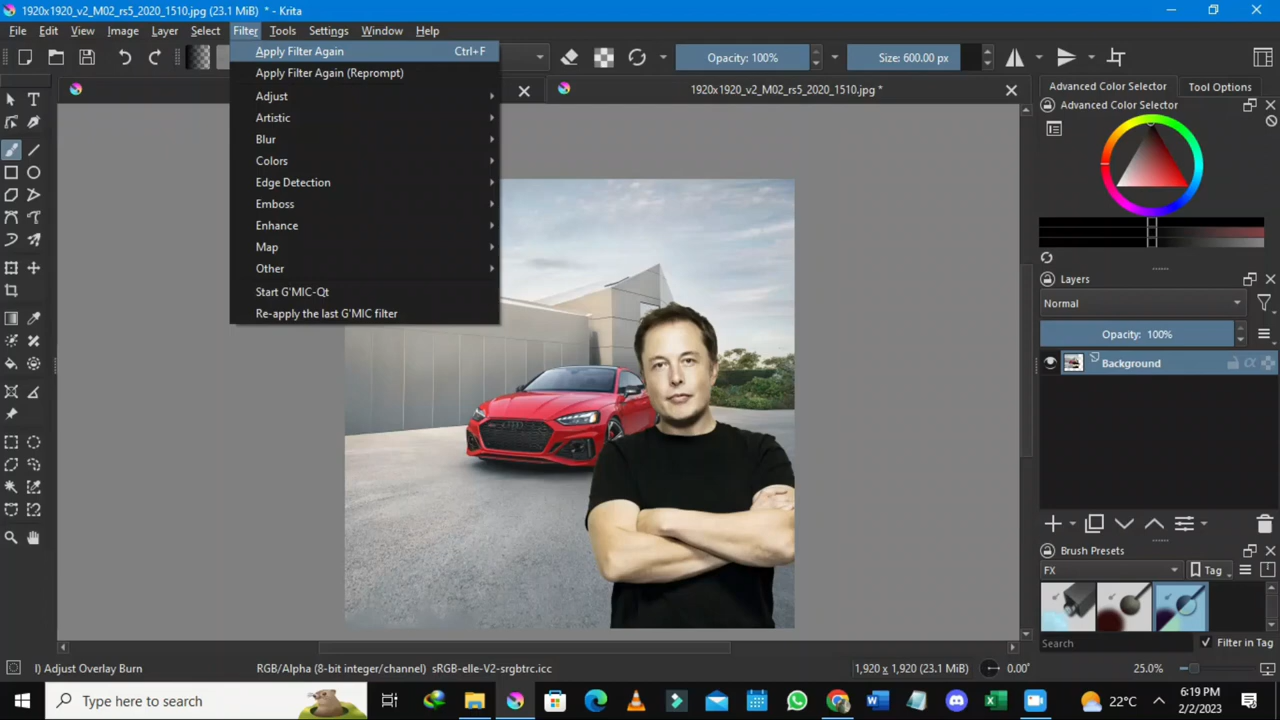 1920x1920_v2_M02_rs5_2020_1510.jpg (23.1 MiB) * - Krita
File Edit View Image Layer Select Filter Tools Settings Window Help
Opacity: 100% Size: 600.00 px
Apply Filter Again Ctrl+F
Apply Filter Again (Reprompt)
Adjust
Artistic
Blur
Colors
Edge Detection
Emboss
Enhance
Map
Other
Start G'MIC-Qt
Re-apply the last G'MIC filter
1920x1920_v2_M02_rs5_2020_1510.jpg *
Advanced Color Selector Tool Options
Advanced Color Selector
Layers
Normal
Opacity: 100%
Background
Brush Presets
FX Tag
Search Filter in Tag
I) Adjust Overlay Burn RGB/Alpha (8-bit integer/channel) sRGB-elle-V2-srgbtrc.icc 1,920 x 1,920 (23.1 MiB) 0.00° 25.0%
Type here to search 22°C 6:19 PM
2/2/2023